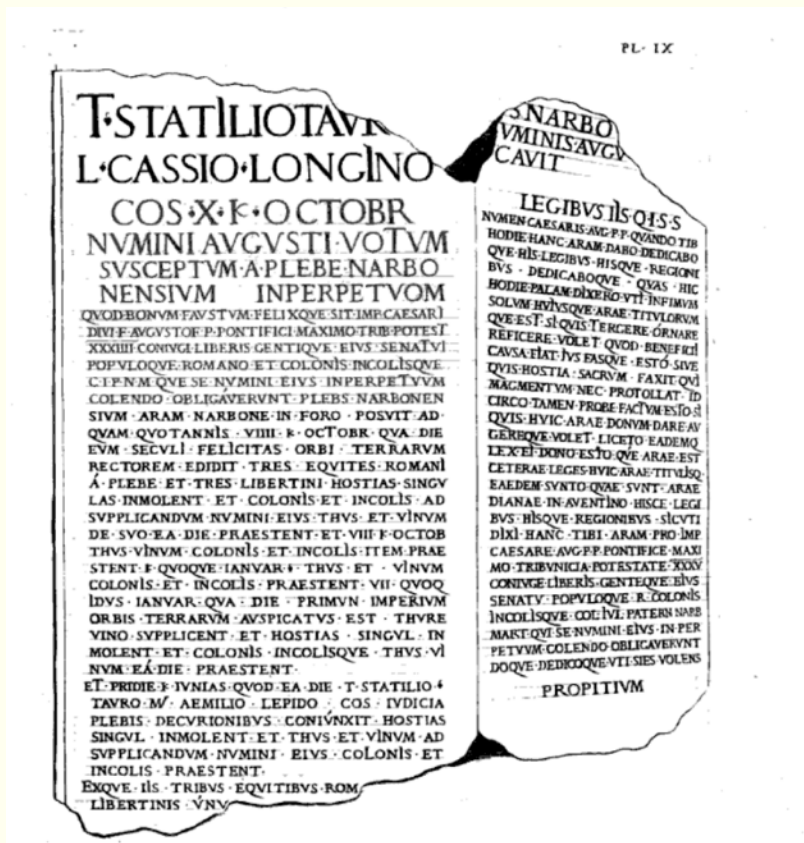 PL· IX
T·STATILIOTAVR
L·CASSIO·LONGINO
COS·X·K·OCTOBR
NVMINI AVGVSTI·VOTVM
SVSCEPTVM·A·PLEBE·NARBO
NENSIVM INPERPETVOM
QVOD·BONVM·FAVSTVM·FELIXQVE·SIT·IMP·CAESARI
DIVI·F·AVGVSTO·P·P·PONTIFICI·MAXIMO·TRIB·POTEST
XXXIIII·CONIVGI·LIBERIS·GENTIQVE·EIVS·SENATVI
POPVLOQVE·ROMANO·ET·COLONIS·INCOLISQVE
C·I·P·N·M·QVE SE·NVMINI·EIVS·INPERPETVVM
COLENDO·OBLIGÁVERVNT·PLEBS·NARBONEN
SIVM·ARAM·NARBONE·IN·FORO·POSVIT·AD·
QVAM·QVOTANNIS·VIIII·K·OCTOBR·QVA·DIE
EVM·SECVLI·FELICITAS·ORBI·TERRARVM
RECTOREM·EDIDIT·TRES·EQVITES·ROMANI
Á·PLEBE·ET·TRES·LIBERTINI·HOSTIAS·SINGV
LAS·INMOLENT·ET·COLONIS·ET·INCOLIS·AD
SVPPLICANDVM·NVMINI·EIVS·THVS·ET·VINVM
DE·SVO·EA·DIE·PRAESTENT·ET·VIII·K·OCTOB
THVS·VINVM·COLONIS·ET·INCOLIS·ITEM·PRAE
STENT·K·QVOQVE·IANVAR·THVS·ET·VINVM
COLONIS·ET·INCOLIS·PRAESTENT·VII·QVOQ
IDVS·IANVAR·QVA·DIE·PRIMVN·IMPERIVM
ORBIS·TERRARVM·AVSPICATVS·EST·THVRE
VINO·SVPPLICENT·ET·HOSTIAS·SINGVL·IN
MOLENT·ET·COLONIS·INCOLISQVE·THVS·VI
NVM·EÁ·DIE·PRAESTENT·
ET·PRIDIE·K·IVNIAS·QVOD·EA·DIE·T·STATILIO
TAVRO·M'·AEMILIO·LEPIDO·COS·IVDICIA
PLEBIS·DECVRIONIBVS·CONIÚNXIT·HOSTIAS
SINGVL·INMOLENT·ET·THVS·ET·VINVM·AD
SVPPLICANDVM·NVMINI·EIVS·COLONIS·ET
INCOLIS·PRAESTENT·
EXQVE·IIS·TRIBVS·EQVITIBVS·ROM
LIBERTINIS·ÚNV
S NARBO
VMINIS·AVGV
CAVIT
LEGIBVS·IIS·Q·I·S·S
NVMEN·CAESARIS·AVG·P·P·QVANDO·TIB
HODIE·HANC·ARAM·DABO·DEDICABO
QVE·HIS·LEGIBVS·HISQVE·REGIONI
BVS·DEDICABOQVE·QVAS·HIC
HODIE·PALAM·DIXERO·VTI·INFIMVM
SOLVM·HVIVSQVE·ARAE·TITVLORVM
QVE·EST·SI·QVIS·TERGERE·ORNARE
REFICERE·VOLET·QVOD·BENEFICII
CAVSA·FIAT·IVS·FASQVE·ESTO·SIVE
QVIS·HOSTIA·SACRVM·FAXIT·QVI
MAGMENTVM·NEC·PROTOLLAT·ID
CIRCO·TAMEN·PROBE·FACTVM·ESTO·SI
QVIS·HVIC·ARAE·DONVM·DARE·AV
GEREQVE·VOLET·LICETO·EADEMQ
LEX·EI·DONO·ESTO·QVE·ARAE·EST
CETERAE·LEGES·HVIC·ARAE·TITVLISQ
EAEDEM·SVNTO·QVAE·SVNT·ARAE
DIANAE·IN·AVENTINO·HISCE·LEGI
BVS·HISQVE·REGIONIBVS·SICVTI
DIXI·HANC·TIBI·ARAM·PRO·IMP
CAESARE·AVG·P·P·PONTIFICE·MAXI
MO·TRIBVNICIA·POTESTATE·XXXV
CONIVGE·LIBERIS·GENTEQVE·EIVS
SENATV·POPVLOQVE·R·COLONIS
INCOLISQVE·COL·IVL·PATERN·NARB
MART·QVI·SE·NVMINI·EIVS·IN·PER
PETVVM·COLENDO·OBLIGAVERVNT
DOQVE·DEDICOQVE·VTI·SIES·VOLENS
PROPITIVM